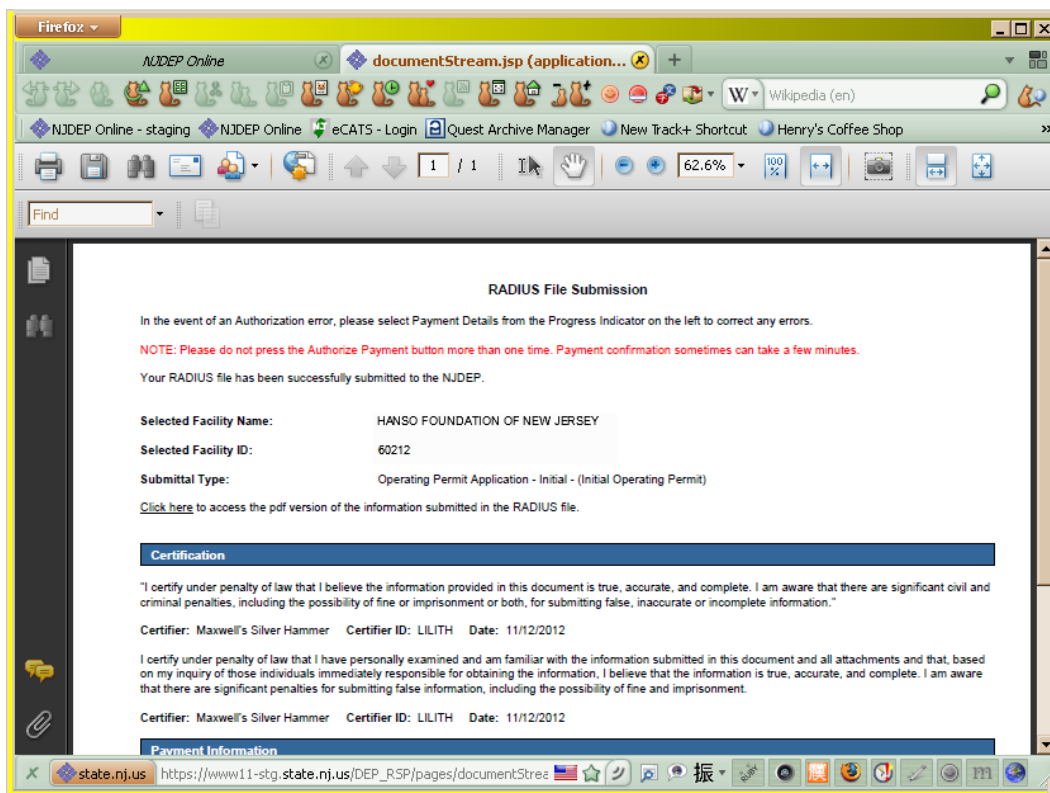 Firefox
NJDEP Online
documentStream.jsp (application...
W
Wikipedia (en)
NJDEP Online - staging
NJDEP Online
eCATS - Login
Quest Archive Manager
New Track+ Shortcut
Henry's Coffee Shop
»
1 / 1
62.6%
100 %
Find
RADIUS File Submission
In the event of an Authorization error, please select Payment Details from the Progress Indicator on the left to correct any errors.
NOTE: Please do not press the Authorize Payment button more than one time. Payment confirmation sometimes can take a few minutes.
Your RADIUS file has been successfully submitted to the NJDEP.
Selected Facility Name: HANSO FOUNDATION OF NEW JERSEY
Selected Facility ID: 60212
Submittal Type: Operating Permit Application - Initial - (Initial Operating Permit)
Click here to access the pdf version of the information submitted in the RADIUS file.
Certification
"I certify under penalty of law that I believe the information provided in this document is true, accurate, and complete. I am aware that there are significant civil and
criminal penalties, including the possibility of fine or imprisonment or both, for submitting false, inaccurate or incomplete information."
Certifier: Maxwell's Silver Hammer Certifier ID: LILITH Date: 11/12/2012
I certify under penalty of law that I have personally examined and am familiar with the information submitted in this document and all attachments and that, based
on my inquiry of those individuals immediately responsible for obtaining the information, I believe that the information is true, accurate, and complete. I am aware
that there are significant penalties for submitting false information, including the possibility of fine and imprisonment.
Certifier: Maxwell's Silver Hammer Certifier ID: LILITH Date: 11/12/2012
Payment Information
x
state.nj.us
https://www11-stg.state.nj.us/DEP_RSP/pages/documentStrea
振
m